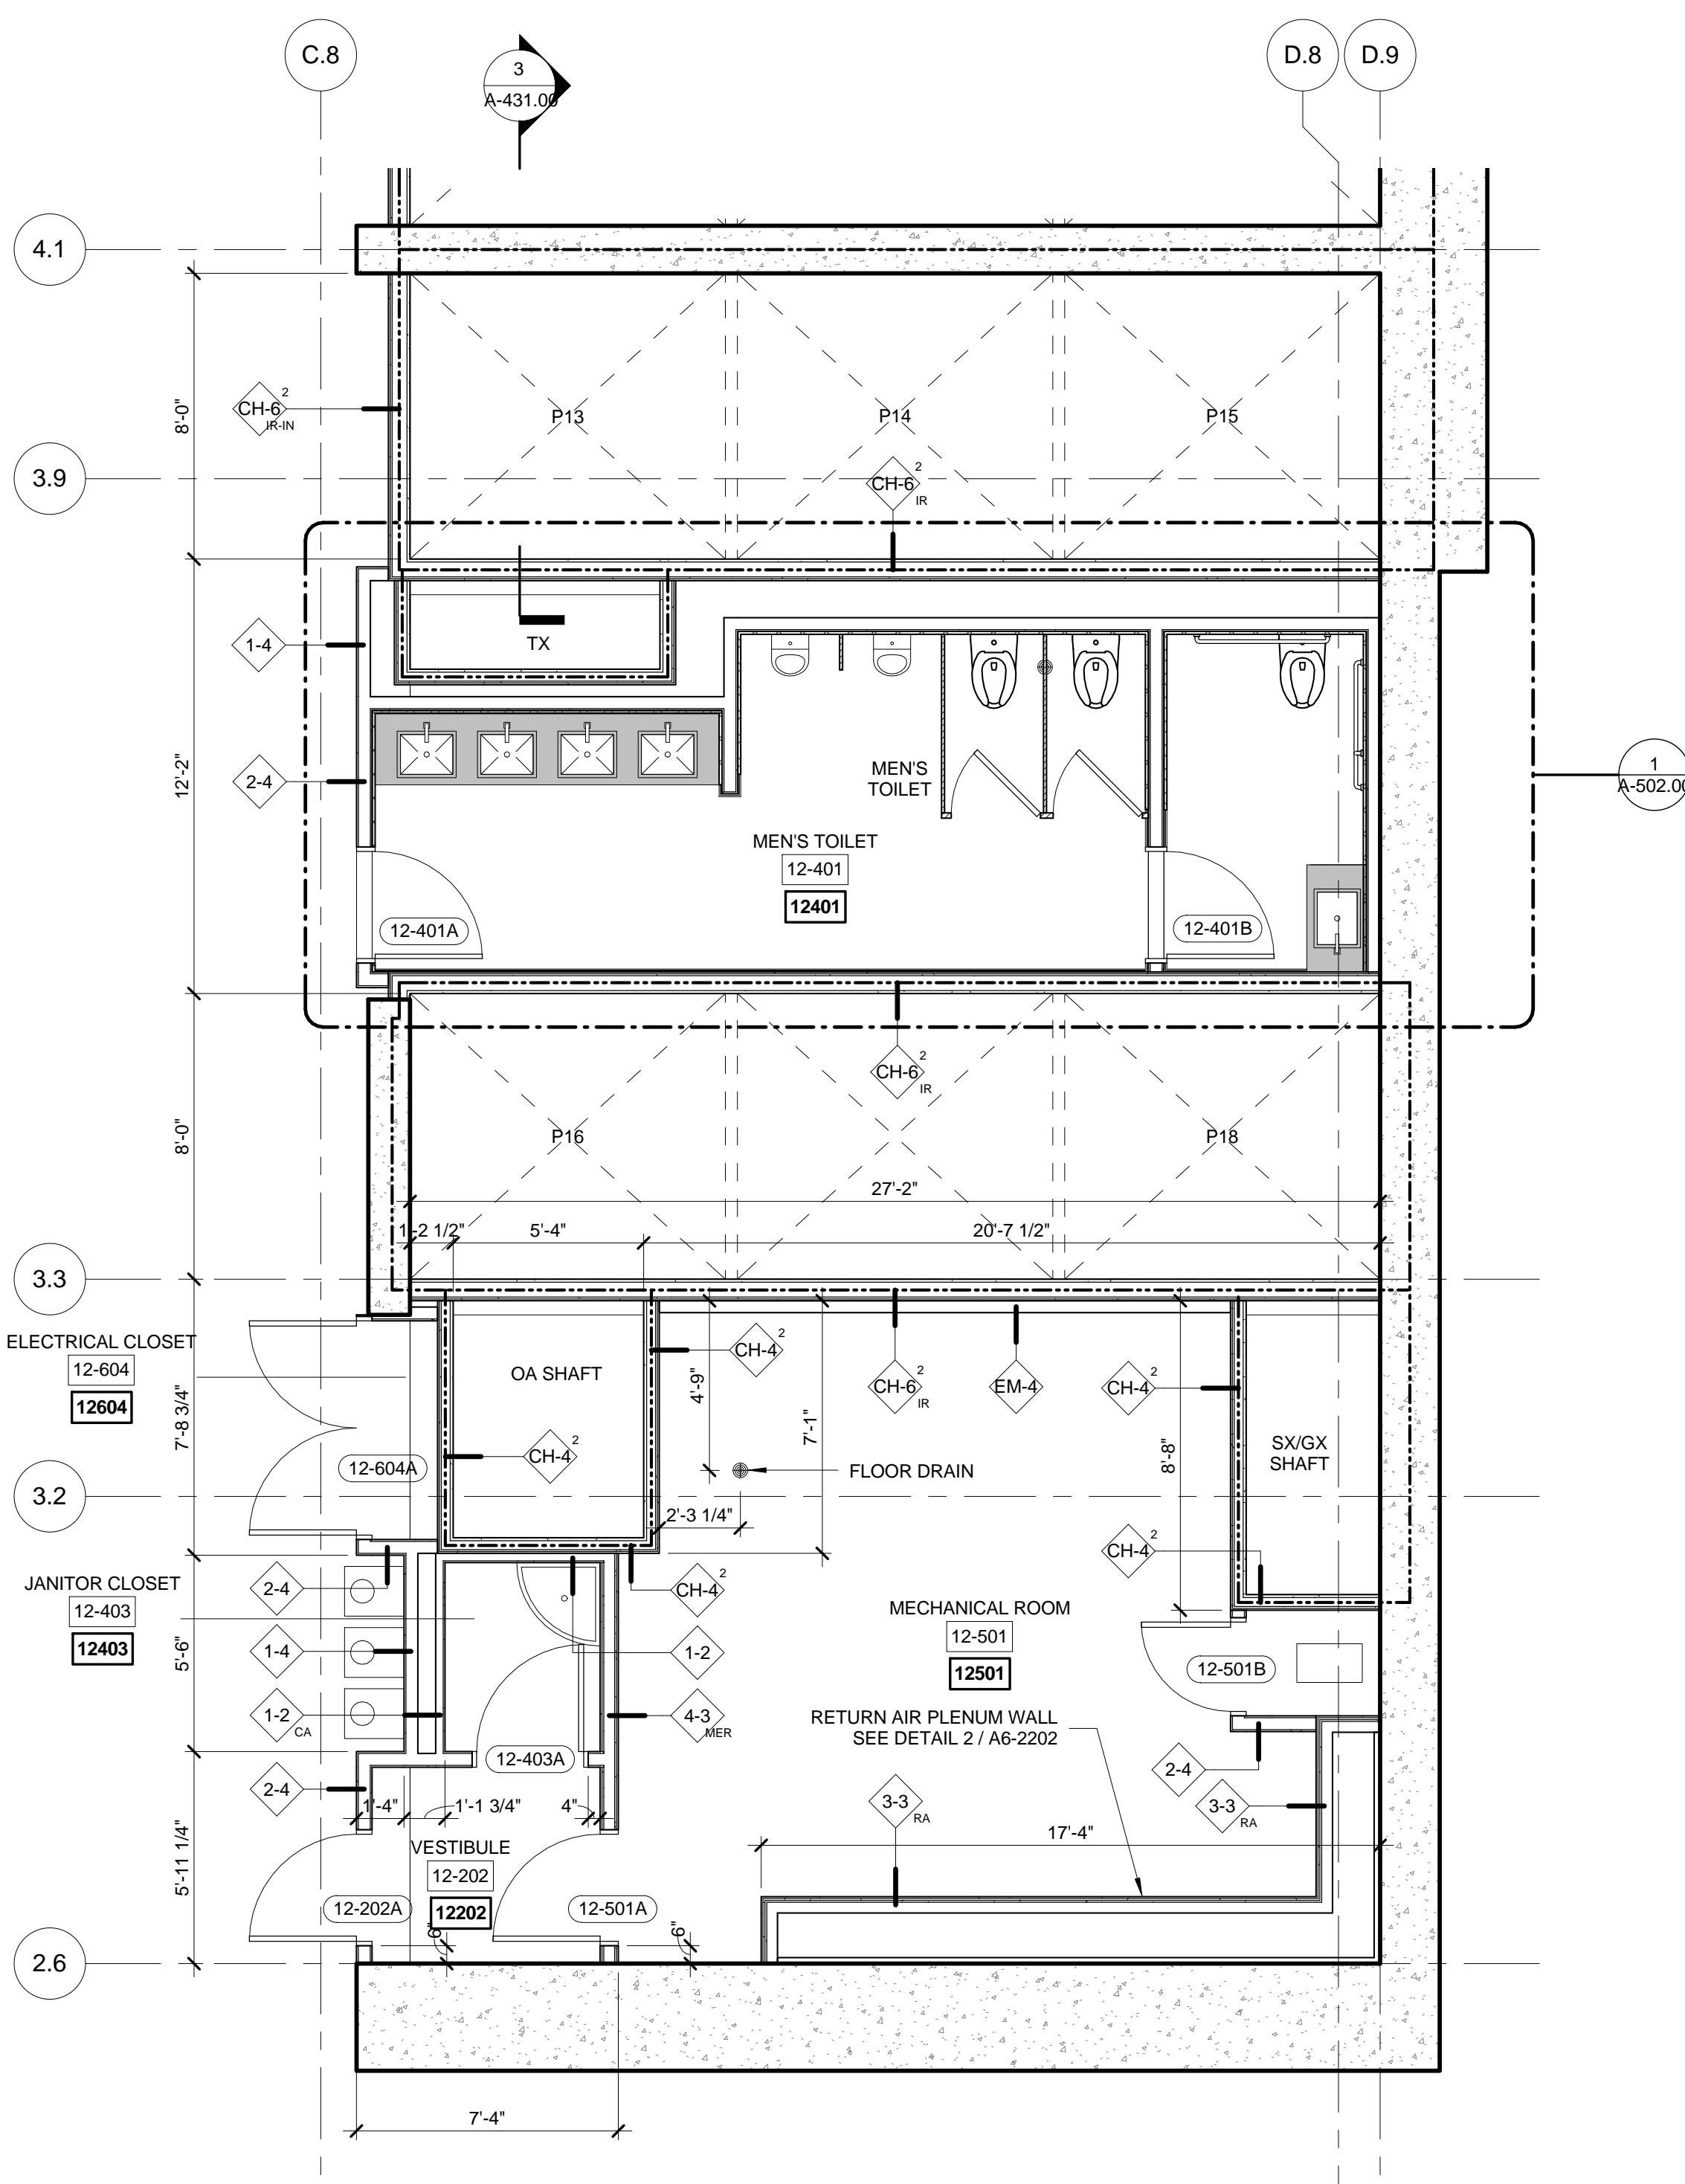 C.8
3
A-431.00
D.8
D.9
4.1
8'-0"
CH-6
2
IR-IN
P13
P14
P15
3.9
CH-6
2
IR
1-4
TX
12'-2"
2-4
MEN'S
TOILET
1
A-502.00
MEN'S TOILET
12-401
12401
12-401A
12-401B
CH-6
2
IR
8'-0"
P16
P18
27'-2"
1'-2 1/2"
5'-4"
20'-7 1/2"
3.3
ELECTRICAL CLOSET
12-604
12604
7'-8 3/4"
OA SHAFT
CH-4
2
4'-9"
CH-6
2
IR
EM-4
CH-4
2
7'-1"
8'-8"
SX/GX
SHAFT
CH-4
2
12-604A
FLOOR DRAIN
3.2
2'-3 1/4"
CH-4
2
JANITOR CLOSET
12-403
12403
2-4
CH-4
2
MECHANICAL ROOM
12-501
12501
5'-6"
1-4
1-2
12-501B
1-2
CA
4-3
MER
RETURN AIR PLENUM WALL
SEE DETAIL 2 / A6-2202
12-403A
2-4
2-4
1'-4"
1'-1 3/4"
4"
3-3
RA
3-3
RA
17'-4"
5'-11 1/4"
VESTIBULE
12-202
12202
12-202A
12-501A
6"
6"
2.6
7'-4"